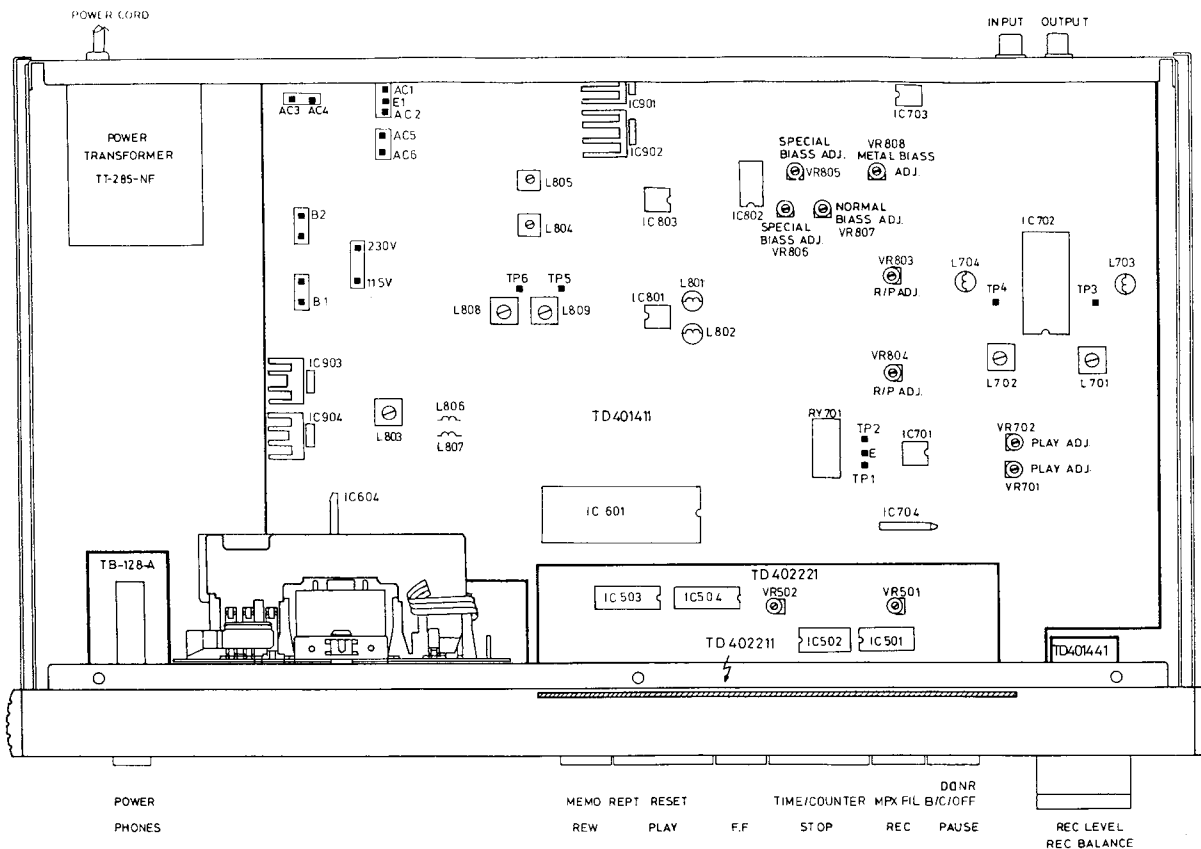 POWER CORD
INPUT OUTPUT
AC3 AC4
AC1
E1
AC2
AC5
AC6
IC901
IC902
IC703
POWER
TRANSFORMER
TT-285-NF
SPECIAL
BIASS ADJ.
VR805
VR808
METAL BIASS
ADJ.
L805
L804
IC803
IC802
SPECIAL
BIASS ADJ.
VR806
NORMAL
BIASS ADJ.
VR807
IC702
B2
230V
115V
B1
TP6 TP5
L808 L809
IC801
L801
L802
VR803
R/P ADJ.
L704
TP4
TP3
L703
IC903
IC904
L803
L806
L807
TD401411
VR804
R/P ADJ.
L702
L701
RY701
TP2
E
TP1
IC701
VR702
PLAY ADJ.
PLAY ADJ.
VR701
IC604
IC 601
IC704
TB-128-A
TD402221
IC503
IC504
VR502
VR501
TD402211
IC502
IC501
TD401441
POWER
PHONES
MEMO REPT RESET
TIME/COUNTER MPX FIL B/C/OFF
DONR
REW PLAY F.F STOP REC PAUSE
REC LEVEL
REC BALANCE